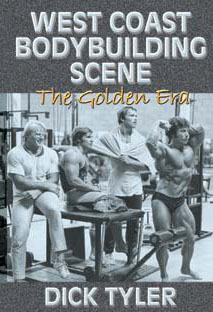 WEST COAST
BODYBUILDING
SCENE
The Golden Era
DICK TYLER